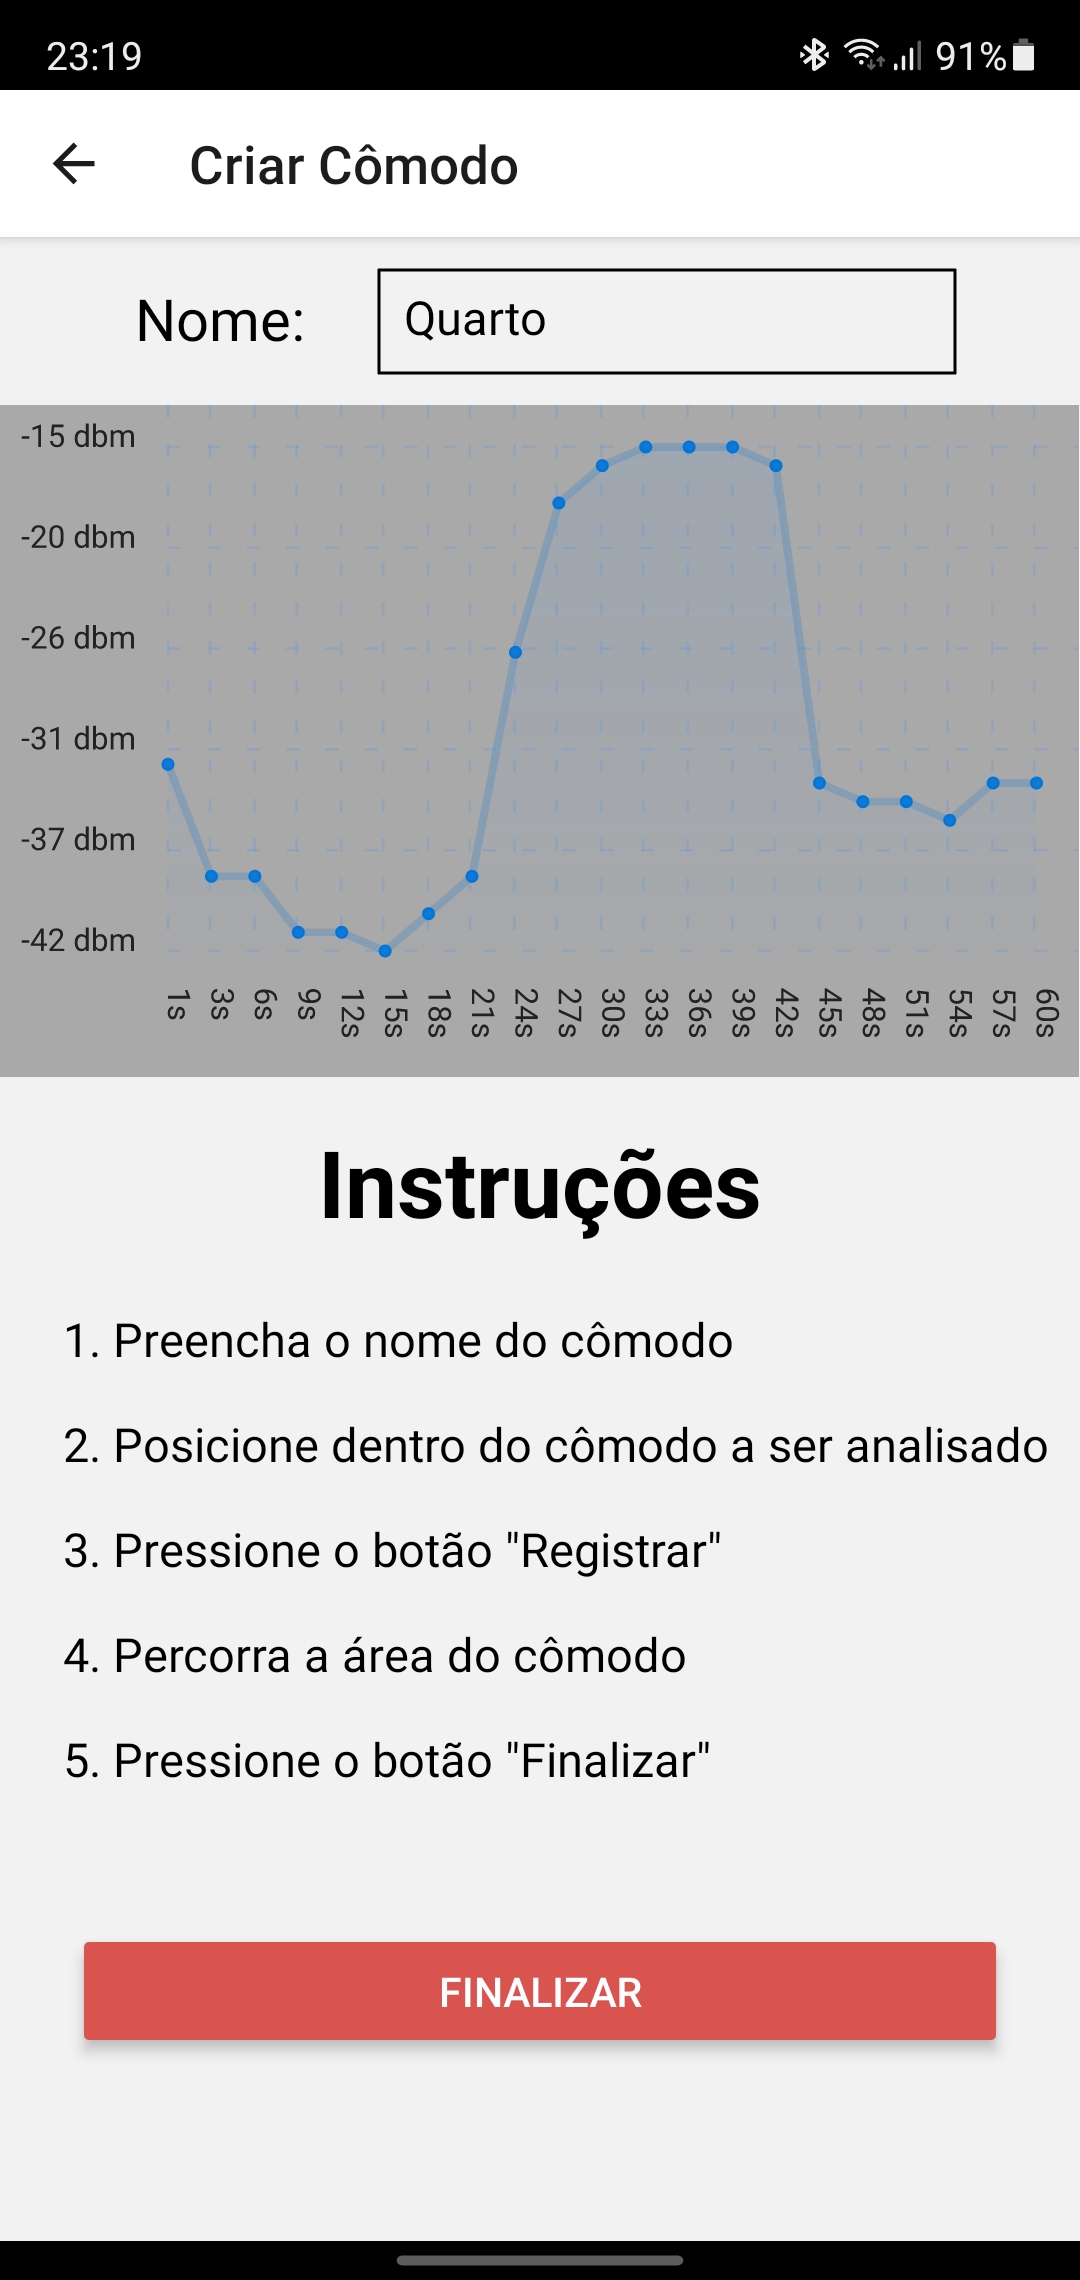 23:19 91%
Criar Cômodo
Nome: Quarto
-15 dbm
-20 dbm
-26 dbm
-31 dbm
-37 dbm
-42 dbm
1s 3s 6s 9s 12s 15s 18s 21s 24s 27s 30s 33s 36s 39s 42s 45s 48s 51s 54s 57s 60s
Instruções
1. Preencha o nome do cômodo
2. Posicione dentro do cômodo a ser analisado
3. Pressione o botão "Registrar"
4. Percorra a área do cômodo
5. Pressione o botão "Finalizar"
FINALIZAR